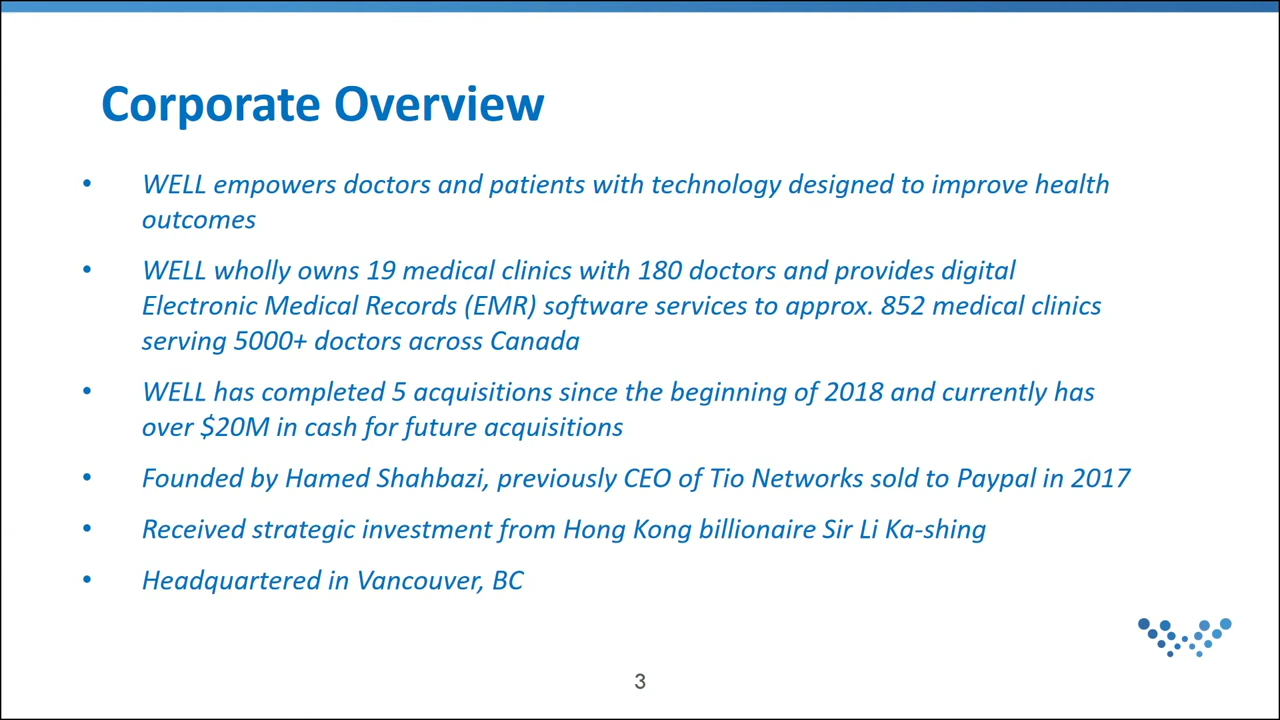 Corporate Overview
• WELL empowers doctors and patients with technology designed to improve health
outcomes
• WELL wholly owns 19 medical clinics with 180 doctors and provides digital
Electronic Medical Records (EMR) software services to approx. 852 medical clinics
serving 5000+ doctors across Canada
• WELL has completed 5 acquisitions since the beginning of 2018 and currently has
over $20M in cash for future acquisitions
• Founded by Hamed Shahbazi, previously CEO of Tio Networks sold to Paypal in 2017
• Received strategic investment from Hong Kong billionaire Sir Li Ka-shing
• Headquartered in Vancouver, BC
3